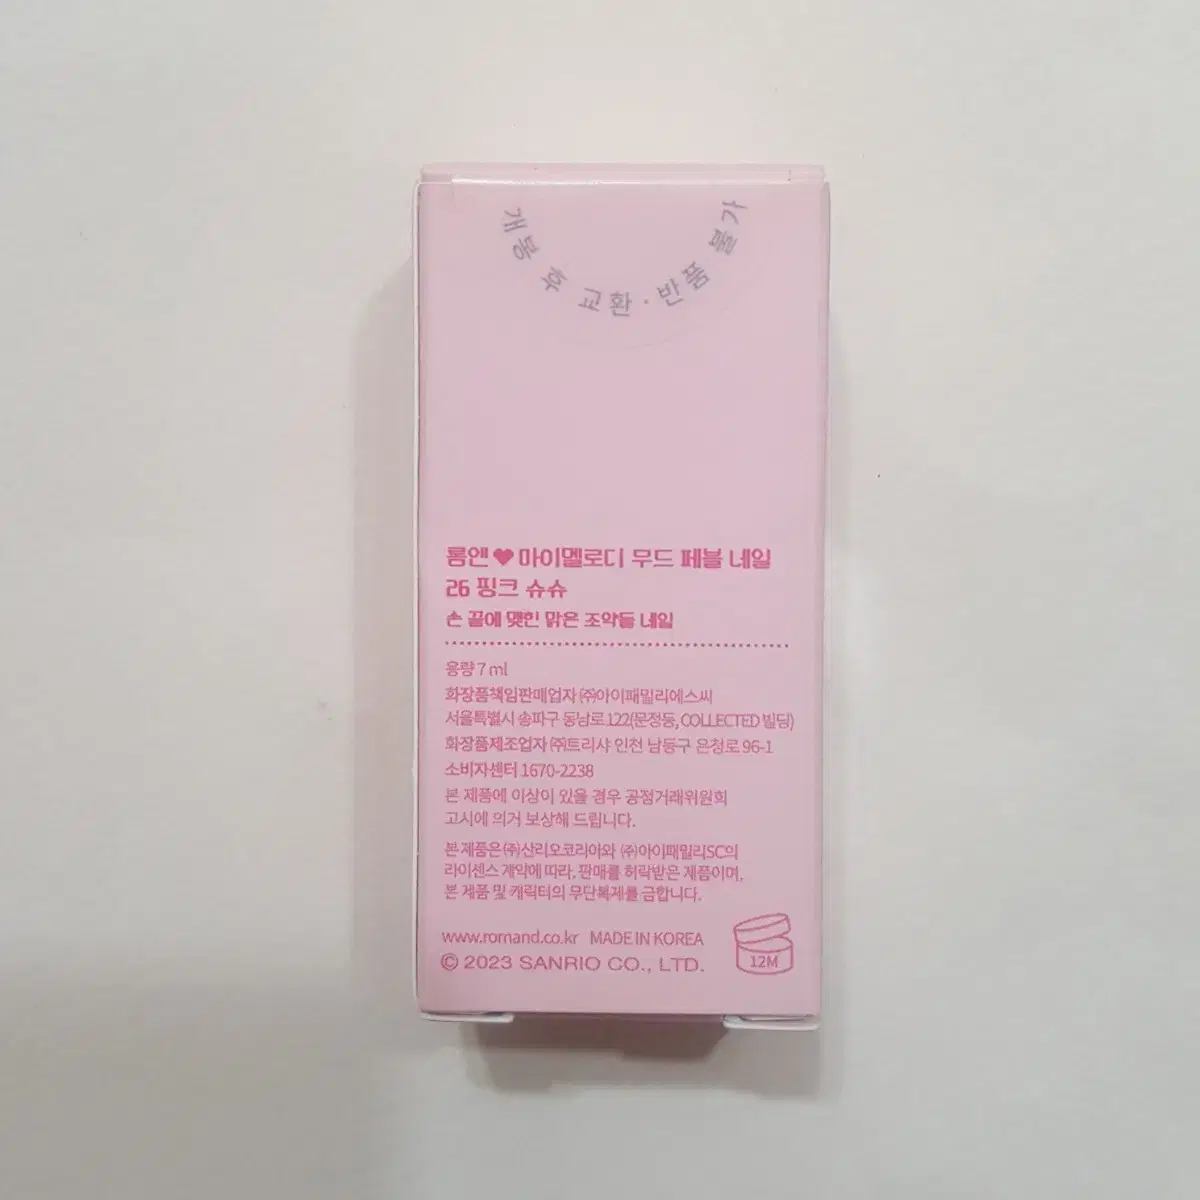 개봉 후 교환·반품 불가
롬앤♥마이멜로디 무드 페블 네일
26 핑크 슈슈
손 끝에 맺힌 맑은 조약돌 네일
용량 7 ml
화장품책임판매업자 ㈜아이패밀리에스씨
서울특별시 송파구 동남로 122(문정동, COLLECTED 빌딩)
화장품제조업자 ㈜트리샤 인천 남동구 은청로 96-1
소비자센터 1670-2238
본 제품에 이상이 있을 경우 공정거래위원회
고시에 의거 보상해 드립니다.
본 제품은 ㈜산리오코리아와 ㈜아이패밀리SC의
라이센스 계약에 따라, 판매를 허락받은 제품이며,
본 제품 및 캐릭터의 무단복제를 금합니다.
www.romand.co.kr MADE IN KOREA
© 2023 SANRIO CO., LTD.
12M